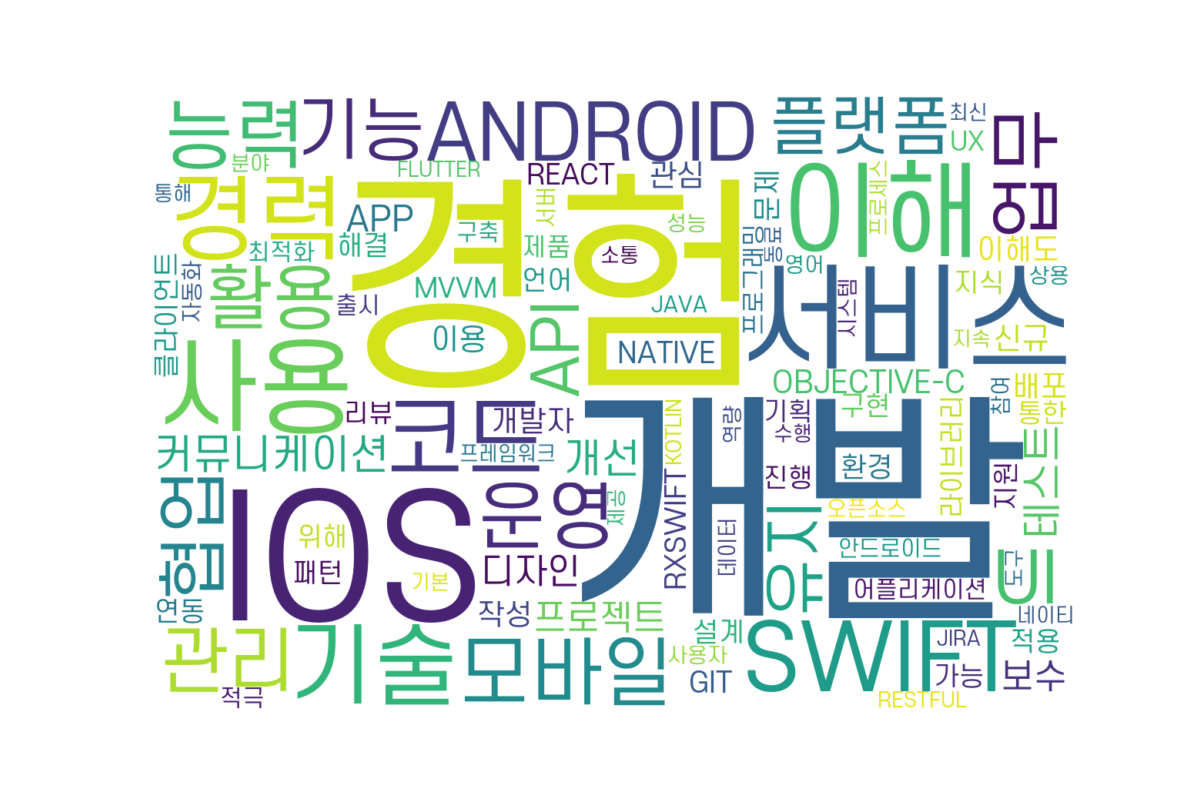 능력
기능
ANDROID
플랫폼
최신
UX
업무
분야
FLUTTER
REACT
관심
통해
경력
APP
경험
서버
성능
문제
이해
프로세스
최적화
해결
구축
제품
소통
동료
영어
이해도
클라이언트
자동화
활용
출시
MVVM
언어
JAVA
프로그래밍
서비스
시스템
지식
상용
사용
이용
API
NATIVE
지속
신규
OBJECTIVE-C
리뷰
코드
개발자
KOTLIN
역량
기획
구현
참여
배포
통한
커뮤니케이션
프레임워크
개선
개발
수행
라이브러리
테스트
협업
IOS
운영
제공
RXSWIFT
데이터
진행
환경
지원
위해
오픈소스
패턴
기본
디자인
유지
안드로이드
UI
도구
어플리케이션
연동
작성
프로젝트
설계
SWIFT
JIRA
네이티
적용
관리
기술
모바일
사용자
GIT
가능
보수
적극
RESTFUL